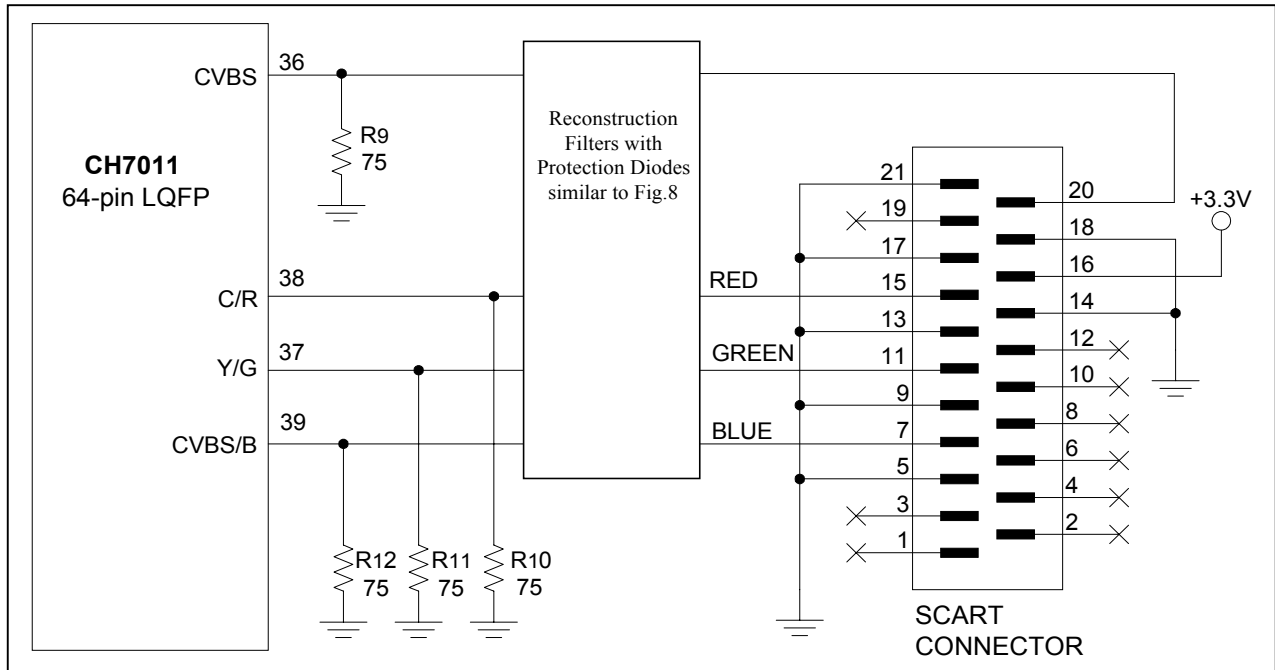 CVBS
36
R9
75
CH7011
64-pin LQFP
Reconstruction
Filters with
Protection Diodes
similar to Fig.8
C/R
38
Y/G
37
CVBS/B
39
R12
75
R11
75
R10
75
RED
GREEN
BLUE
21
19
17
15
13
11
9
7
5
3
1
20
18
16
14
12
10
8
6
4
2
+3.3V
SCART
CONNECTOR